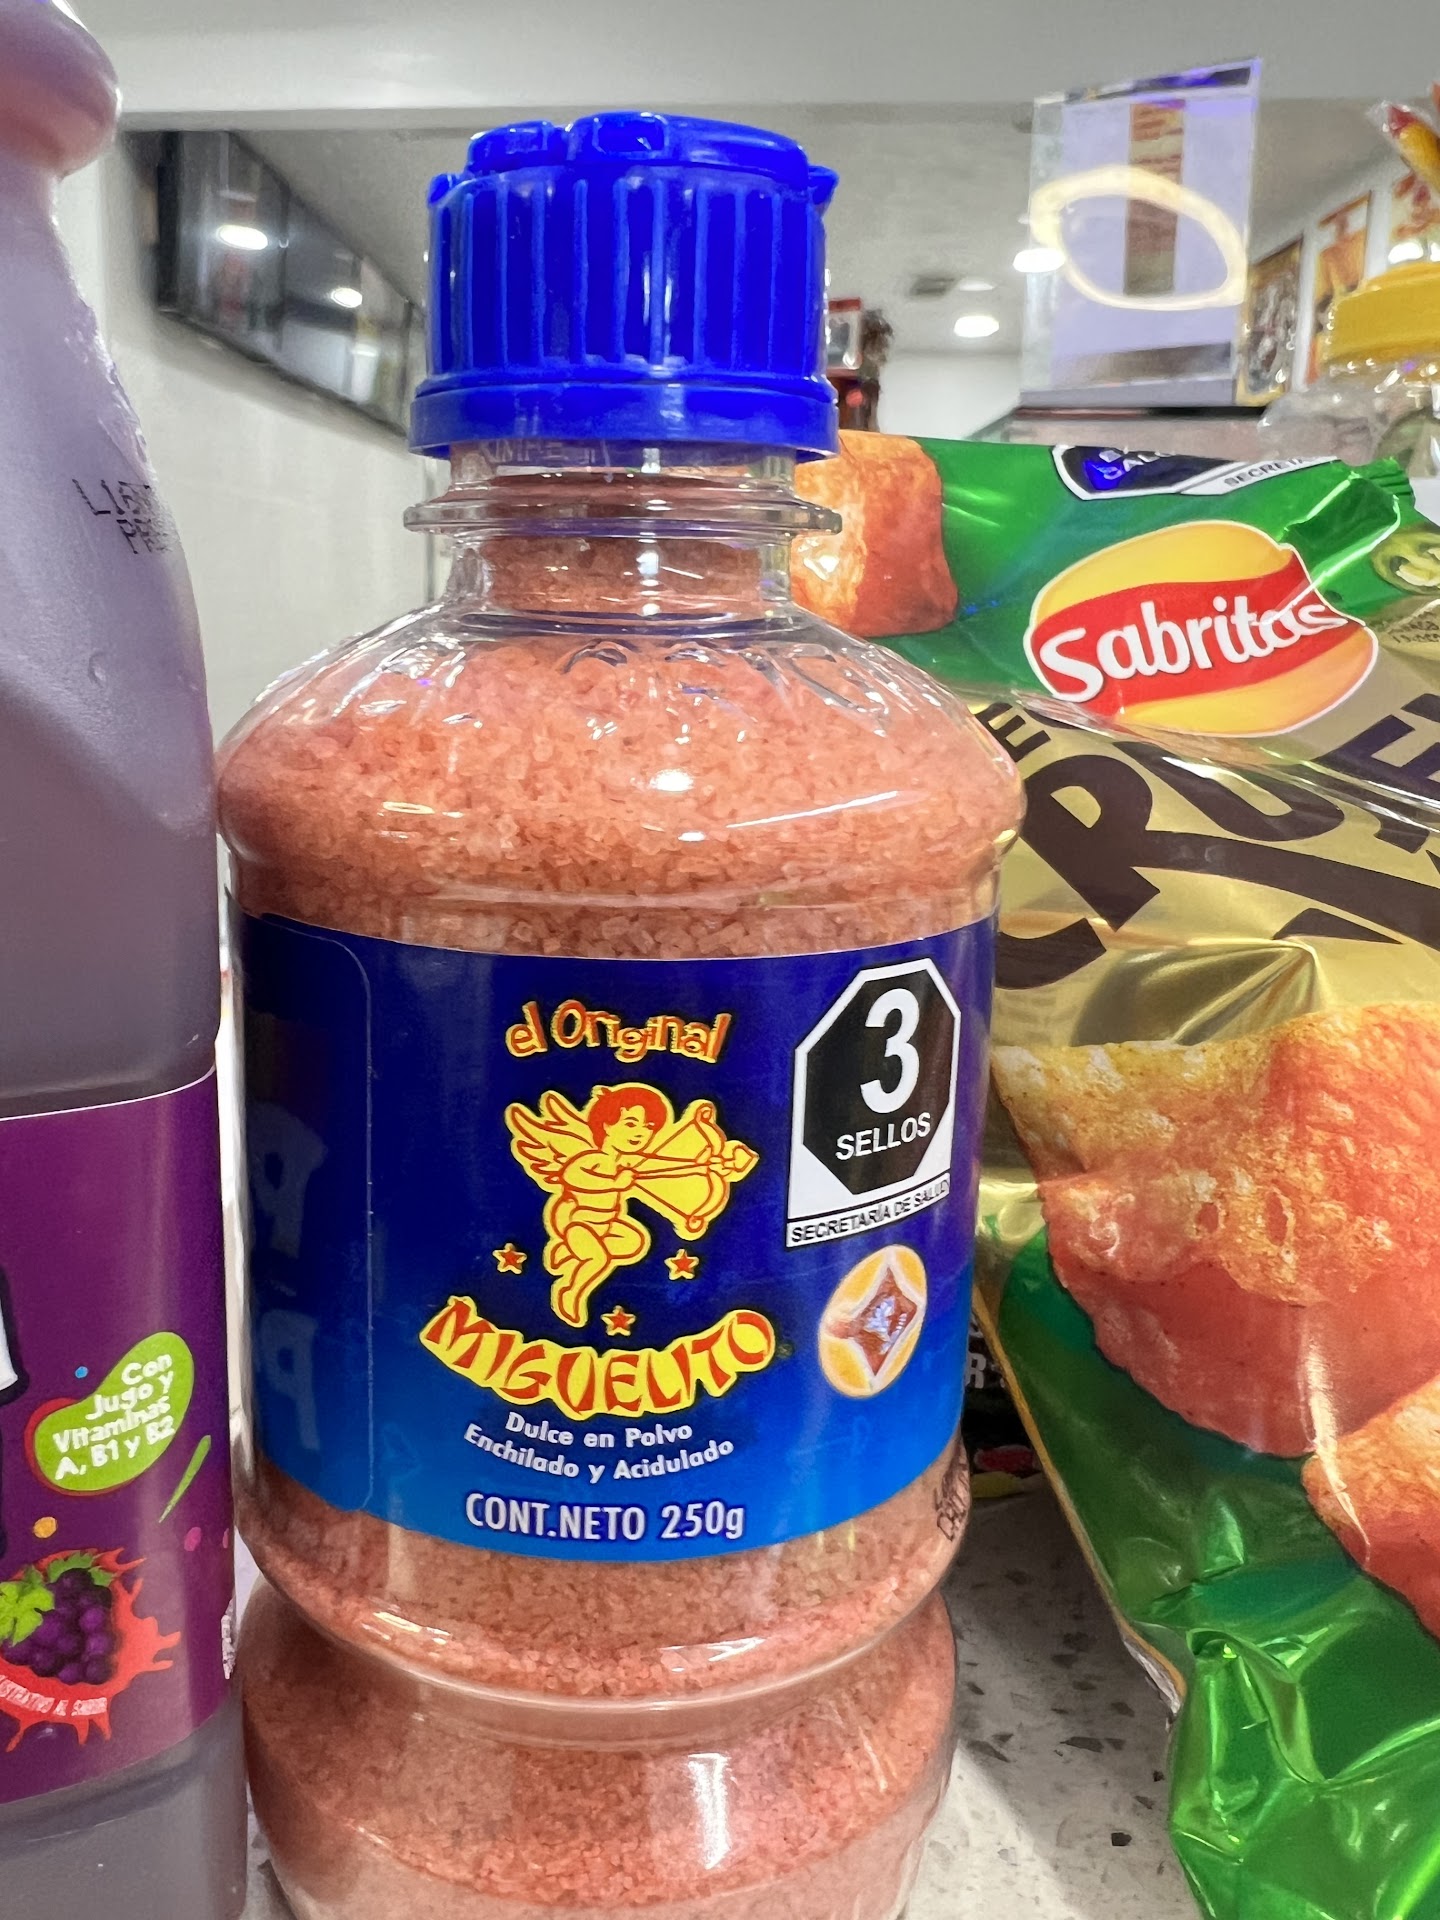 el Original
MIGUELITO
Dulce en Polvo
Enchilado y Acidulado
CONT.NETO 250g
3
SELLOS
SECRETARÍA DE SALUD
Sabritas
Con
Jugo y
Vitaminas
A, B1 y B2